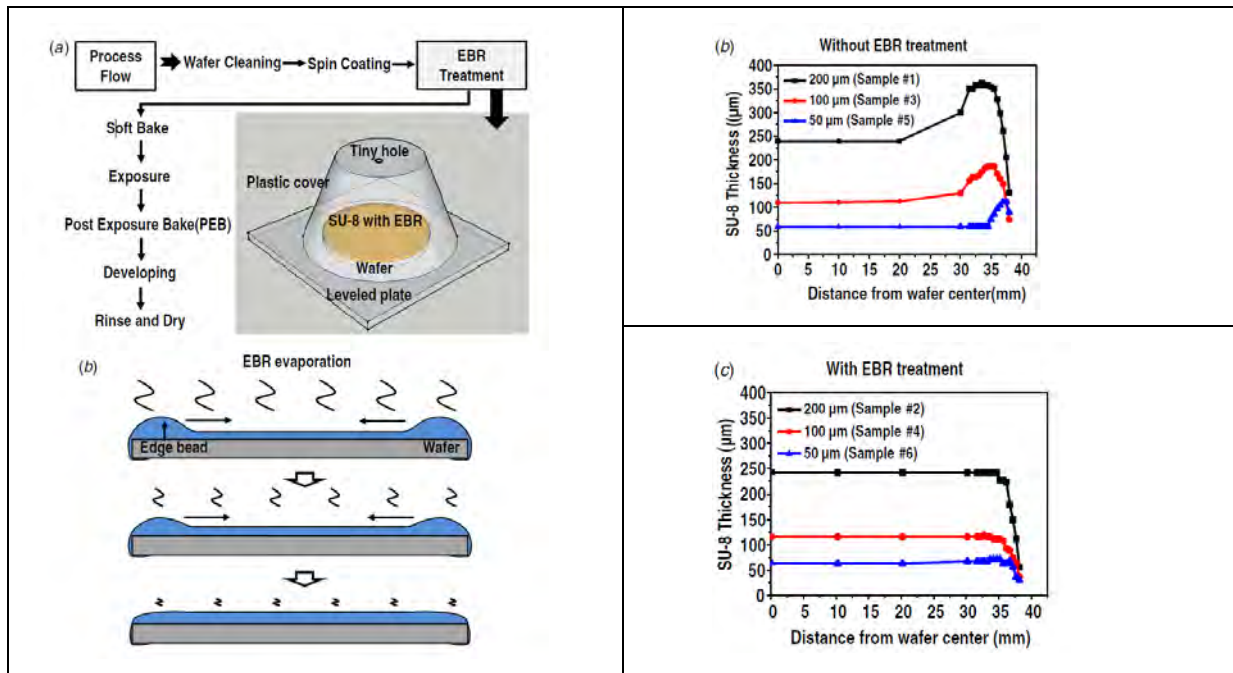 (a)
Process
Flow
Wafer Cleaning
Spin Coating
EBR
Treatment
Soft Bake
Exposure
Post Exposure Bake(PEB)
Developing
Rinse and Dry
Tiny hole
Plastic cover
SU-8 with EBR
Wafer
Leveled plate
(b)
EBR evaporation
Edge bead
Wafer
(b)
Without EBR treatment
200 μm (Sample #1)
100 μm (Sample #3)
50 μm (Sample #5)
SU-8 Thickness ((μm)
400
350
300
250
200
150
100
50
0
0 5 10 15 20 25 30 35 40
Distance from wafer center(mm)
(c)
With EBR treatment
200 μm (Sample #2)
100 μm (Sample #4)
50 μm (Sample #6)
SU-8 Thickness (μm)
400
350
300
250
200
150
100
50
0
0 5 10 15 20 25 30 35 40
Distance from wafer center (mm)